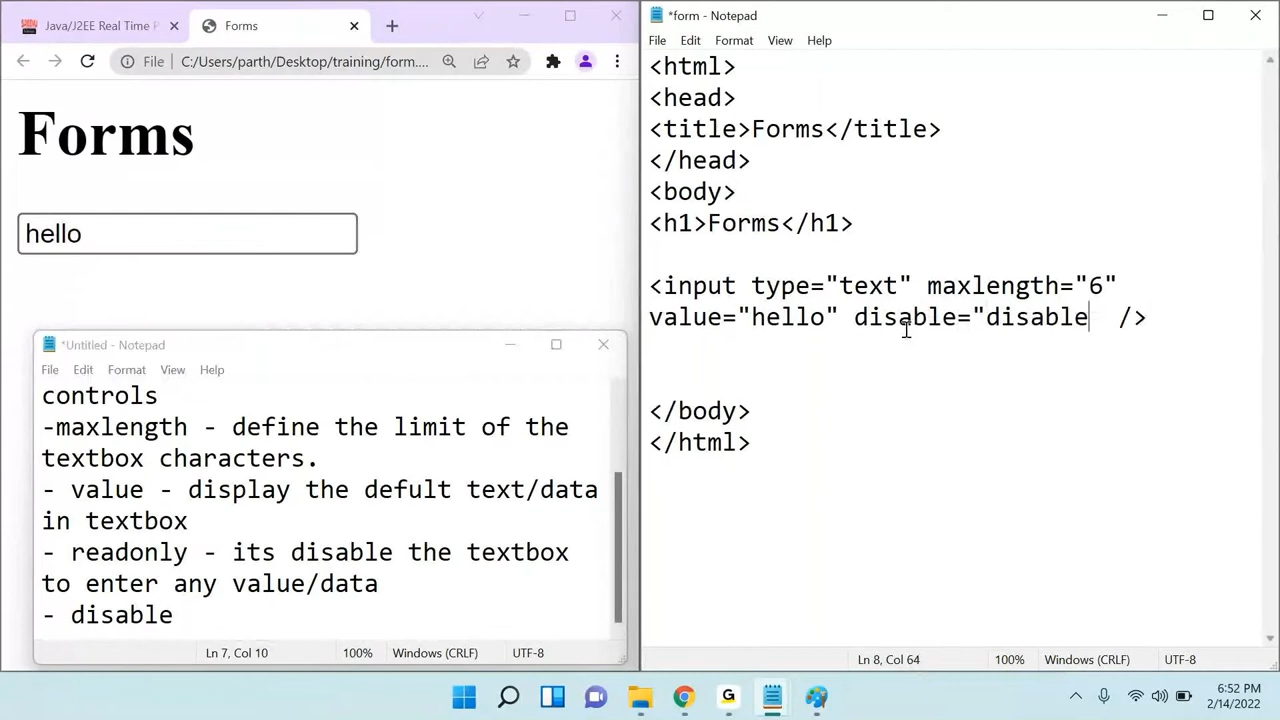 Java/J2EE Real Time P
Forms
File
C:/Users/parth/Desktop/training/form....
Forms
hello
*Untitled - Notepad
File Edit Format View Help
controls
-maxlength - define the limit of the
textbox characters.
- value - display the defult text/data
in textbox
- readonly - its disable the textbox
to enter any value/data
- disable
Ln 7, Col 10 100% Windows (CRLF) UTF-8
*form - Notepad
File Edit Format View Help
<html>
<head>
<title>Forms</title>
</head>
<body>
<h1>Forms</h1>
<input type="text" maxlength="6"
value="hello" disable="disable />
</body>
</html>
Ln 8, Col 64 100% Windows (CRLF) UTF-8
G
6:52 PM
2/14/2022